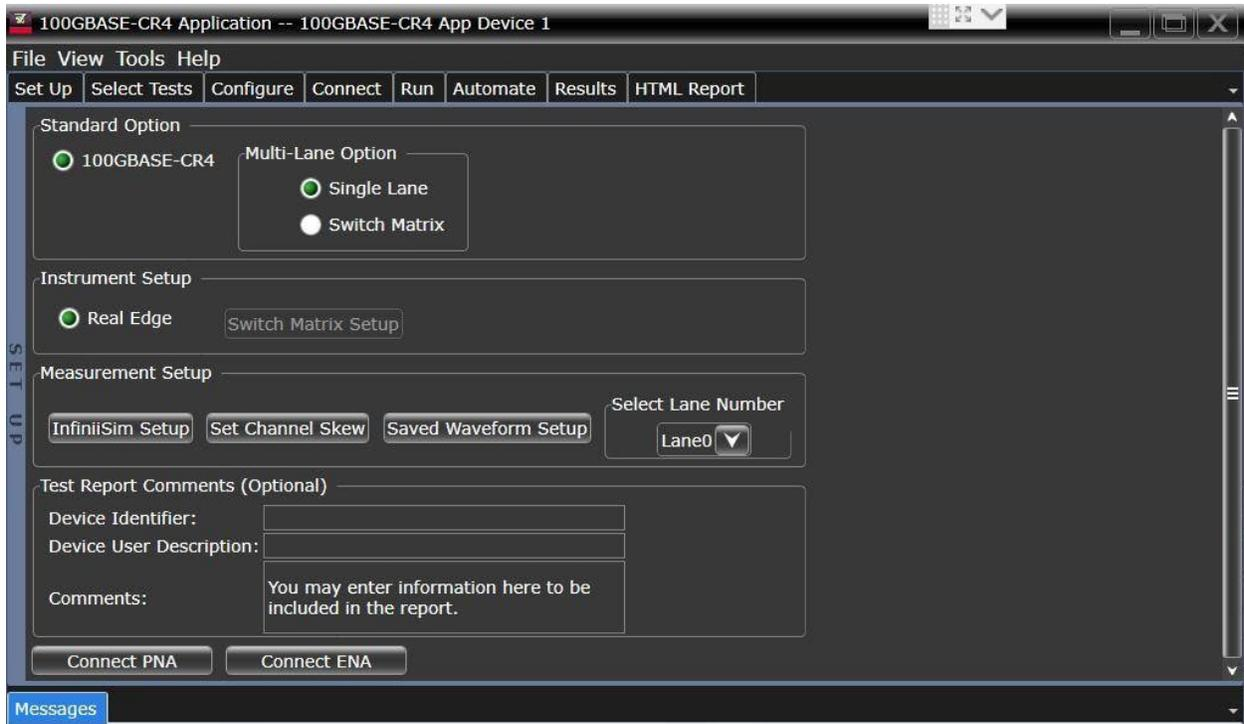 100GBASE-CR4 Application -- 100GBASE-CR4 App Device 1
File View Tools Help
Set Up Select Tests Configure Connect Run Automate Results HTML Report
SET UP
Standard Option
100GBASE-CR4
Multi-Lane Option
Single Lane
Switch Matrix
Instrument Setup
Real Edge
Switch Matrix Setup
Measurement Setup
InfiniiSim Setup
Set Channel Skew
Saved Waveform Setup
Select Lane Number
Lane0
Test Report Comments (Optional)
Device Identifier:
Device User Description:
Comments:
You may enter information here to be
included in the report.
Connect PNA
Connect ENA
Messages